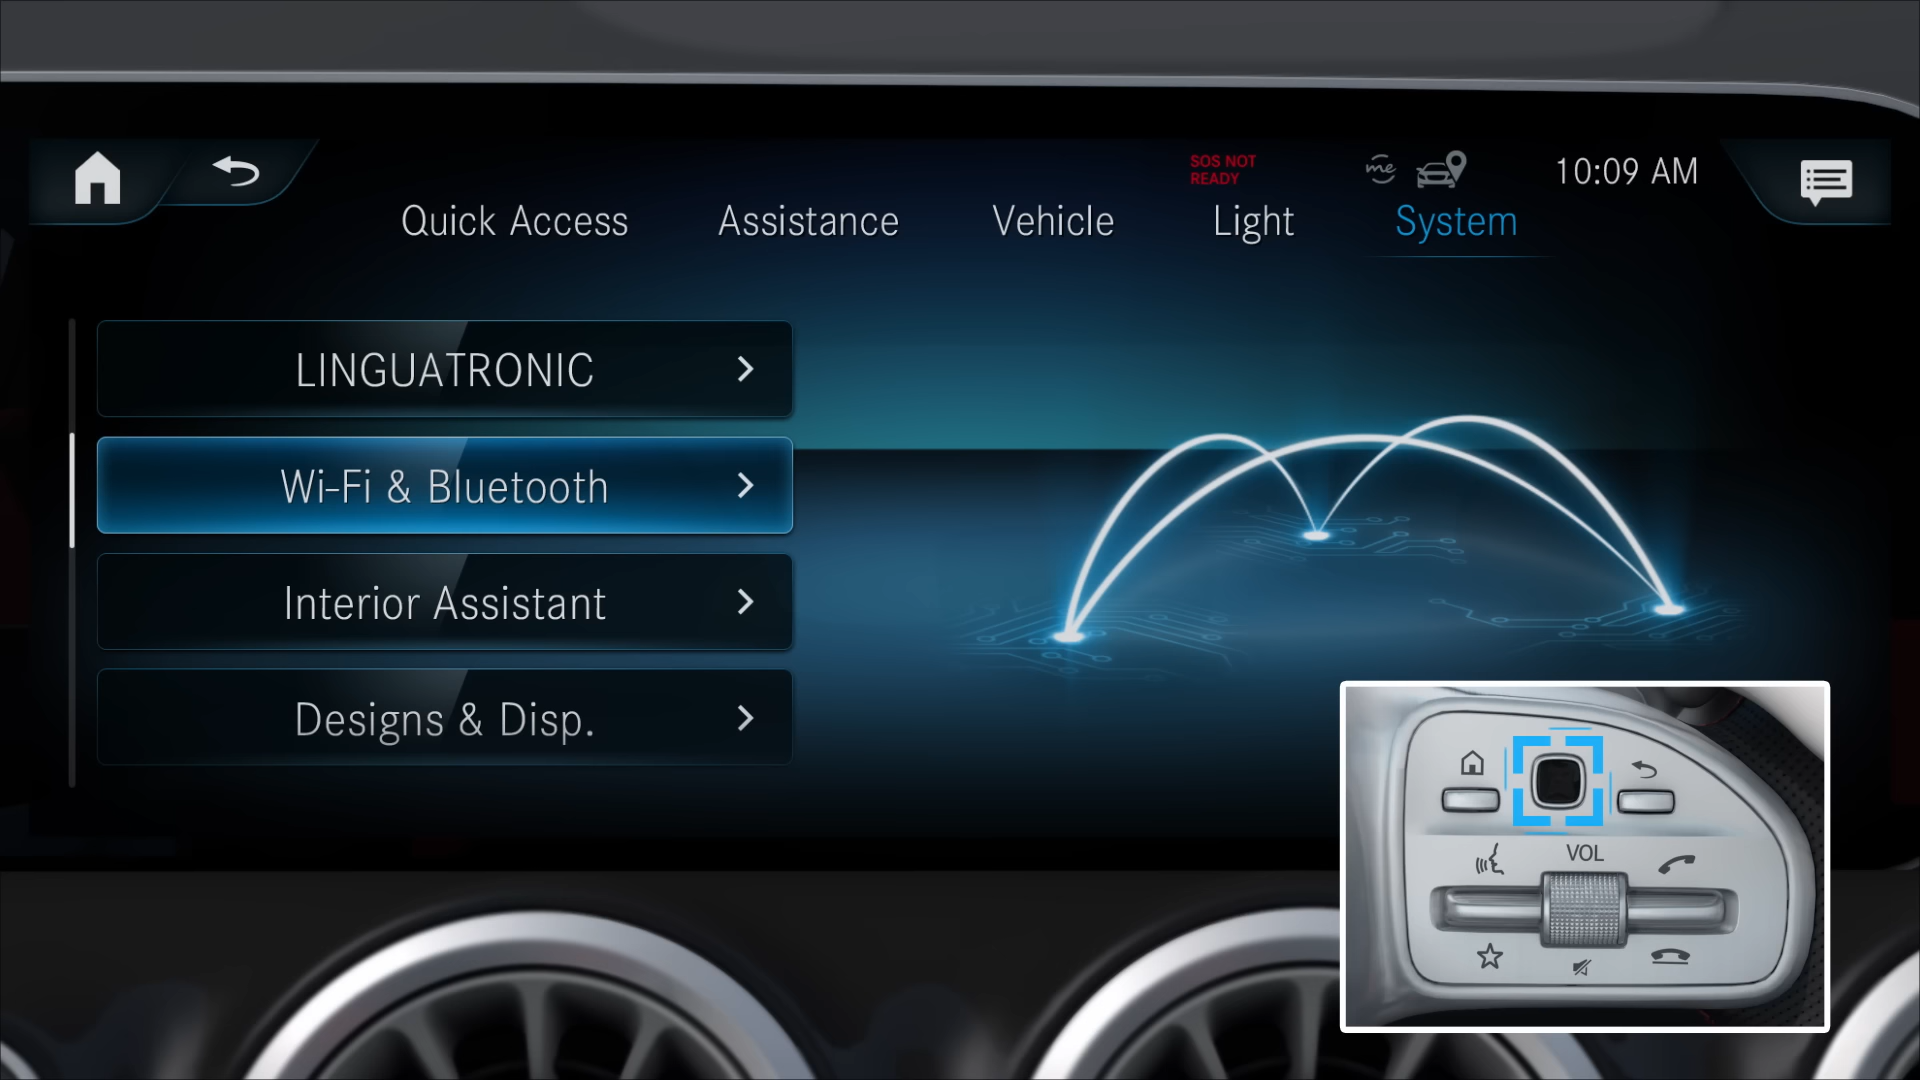 SOS NOT
READY
me
10:09 AM
Quick Access
Assistance
Vehicle
Light
System
LINGUATRONIC
Wi-Fi & Bluetooth
Interior Assistant
Designs & Disp.
VOL